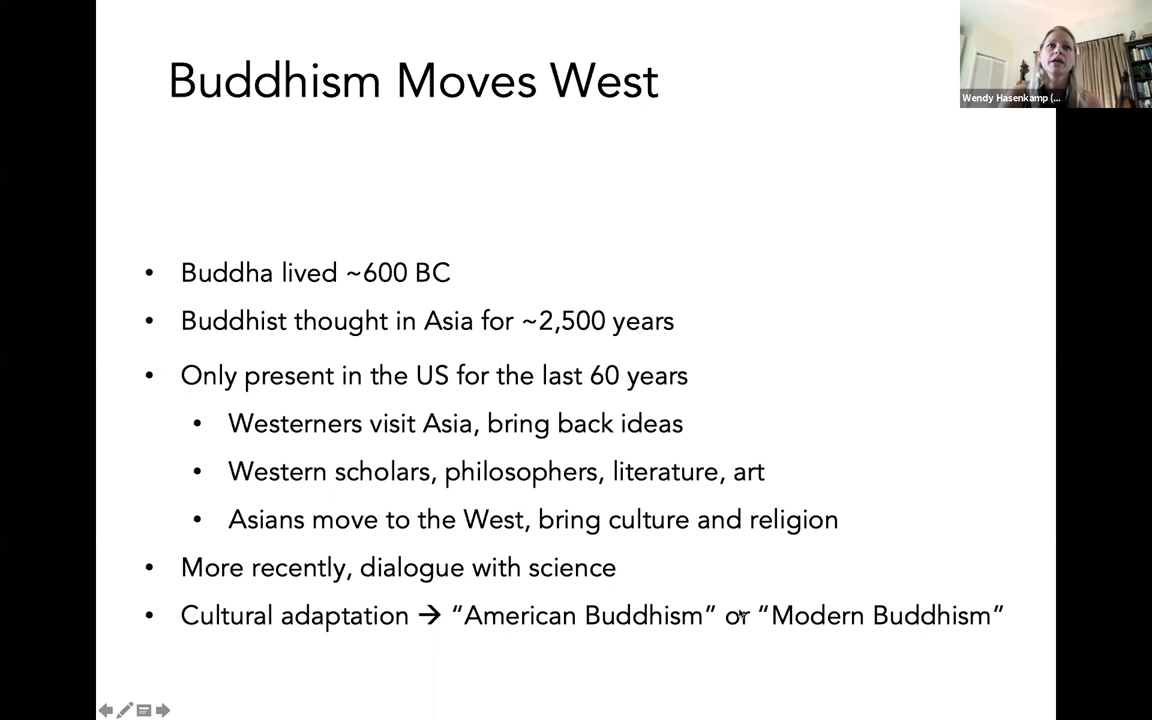 Buddhism Moves West
Wendy Hasenkamp (...
• Buddha lived ~600 BC
• Buddhist thought in Asia for ~2,500 years
• Only present in the US for the last 60 years
• Westerners visit Asia, bring back ideas
• Western scholars, philosophers, literature, art
• Asians move to the West, bring culture and religion
• More recently, dialogue with science
• Cultural adaptation → “American Buddhism” or “Modern Buddhism”